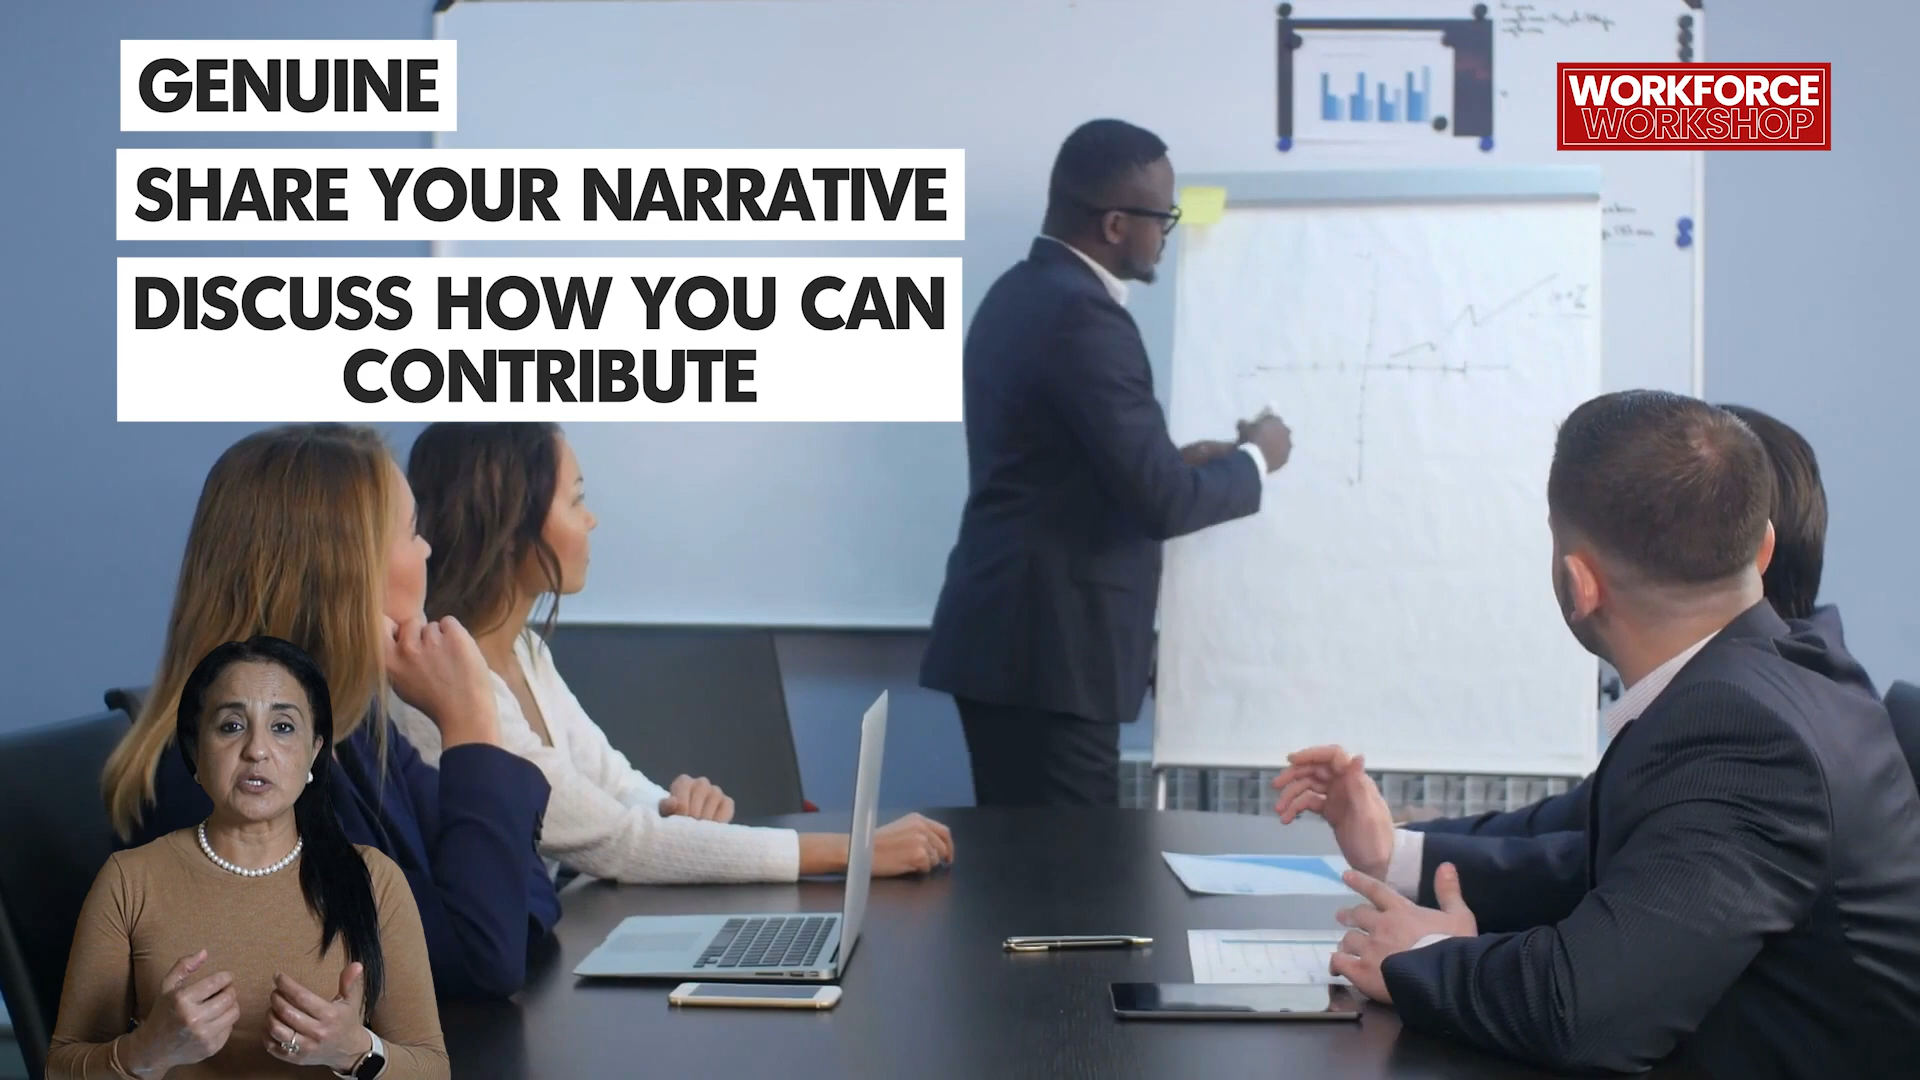 GENUINE
SHARE YOUR NARRATIVE
DISCUSS HOW YOU CAN
CONTRIBUTE
WORKFORCE
WORKSHOP